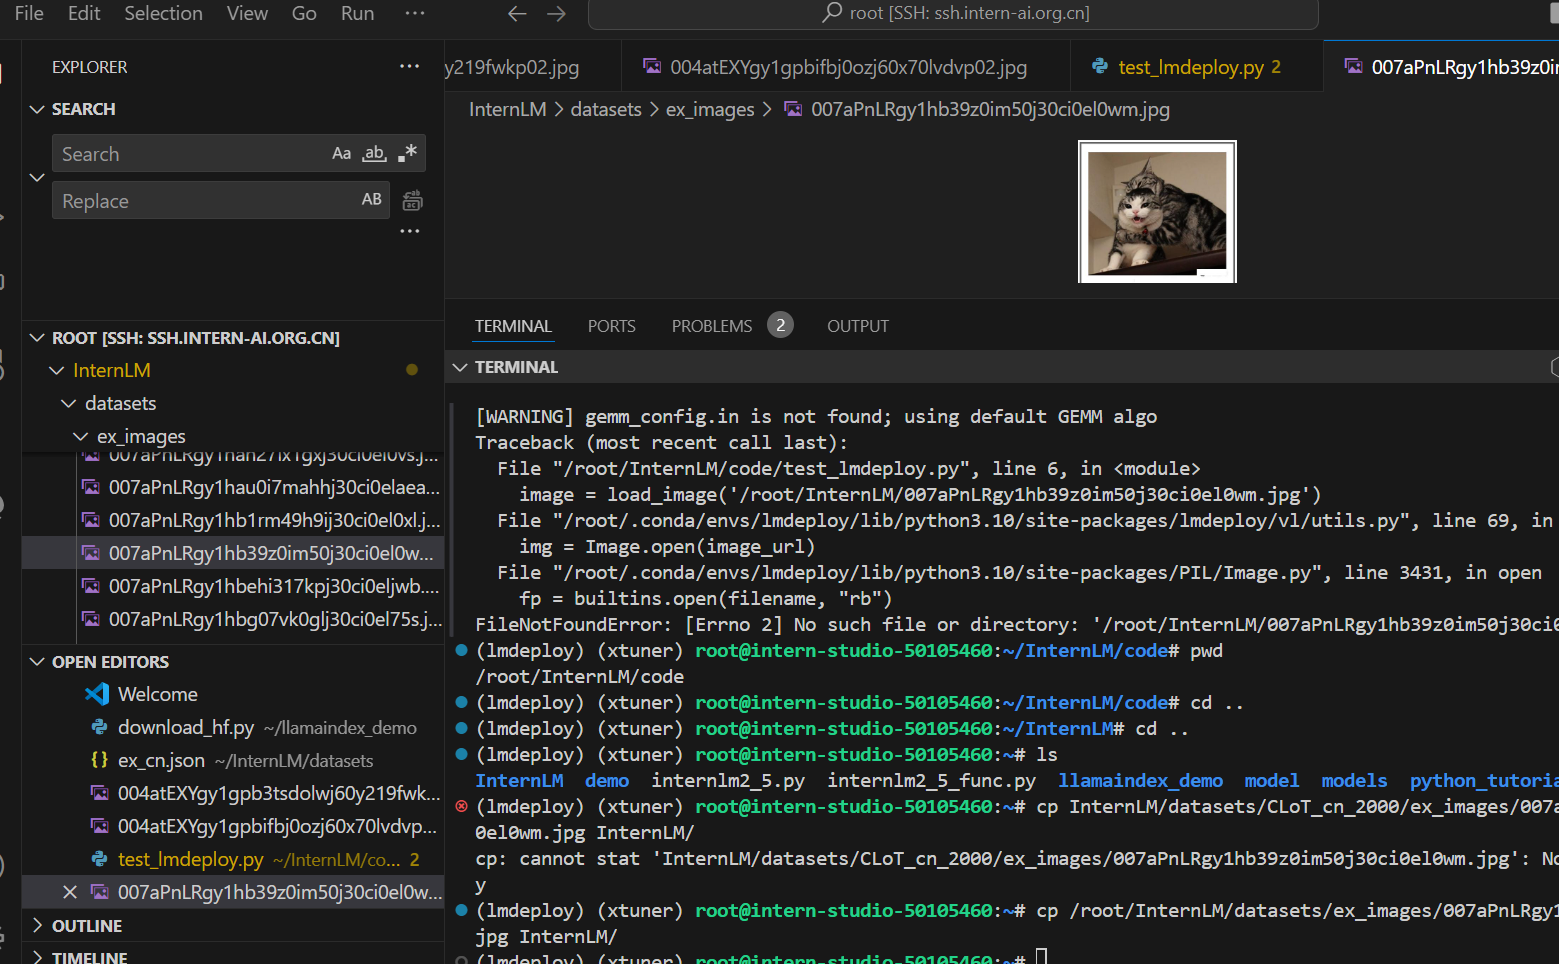 File Edit Selection View Go Run ···
root [SSH: ssh.intern-ai.org.cn]
EXPLORER
SEARCH
Search
Aa ab
Replace
AB
ROOT [SSH: SSH.INTERN-AI.ORG.CN]
InternLM
datasets
ex_images
007aPnLRgy1hau0i7mahhj30ci0elaea...
007aPnLRgy1hb1rm49h9ij30ci0el0xl.j...
007aPnLRgy1hb39z0im50j30ci0el0w...
007aPnLRgy1hbehi317kpj30ci0eljwb....
007aPnLRgy1hbg07vk0glj30ci0el75s.j...
OPEN EDITORS
Welcome
download_hf.py ~/llamaindex_demo
{} ex_cn.json ~/InternLM/datasets
004atEXYgy1gpb3tsdolwj60y219fwk...
004atEXYgy1gpbifbj0ozj60x70lvdvp...
test_lmdeploy.py ~/InternLM/co... 2
007aPnLRgy1hb39z0im50j30ci0el0w...
OUTLINE
TIMELINE
y219fwkp02.jpg
004atEXYgy1gpbifbj0ozj60x70lvdvp02.jpg
test_lmdeploy.py 2
007aPnLRgy1hb39z0i
InternLM > datasets > ex_images > 007aPnLRgy1hb39z0im50j30ci0el0wm.jpg
TERMINAL PORTS PROBLEMS 2 OUTPUT
TERMINAL
[WARNING] gemm_config.in is not found; using default GEMM algo
Traceback (most recent call last):
File "/root/InternLM/code/test_lmdeploy.py", line 6, in <module>
image = load_image('/root/InternLM/007aPnLRgy1hb39z0im50j30ci0el0wm.jpg')
File "/root/.conda/envs/lmdeploy/lib/python3.10/site-packages/lmdeploy/vl/utils.py", line 69, in
img = Image.open(image_url)
File "/root/.conda/envs/lmdeploy/lib/python3.10/site-packages/PIL/Image.py", line 3431, in open
fp = builtins.open(filename, "rb")
FileNotFoundError: [Errno 2] No such file or directory: '/root/InternLM/007aPnLRgy1hb39z0im50j30ci0
(lmdeploy) (xtuner) root@intern-studio-50105460:~/InternLM/code# pwd
/root/InternLM/code
(lmdeploy) (xtuner) root@intern-studio-50105460:~/InternLM/code# cd ..
(lmdeploy) (xtuner) root@intern-studio-50105460:~/InternLM# cd ..
(lmdeploy) (xtuner) root@intern-studio-50105460:~# ls
InternLM demo internlm2_5.py internlm2_5_func.py llamaindex_demo model models python_tutoria
(lmdeploy) (xtuner) root@intern-studio-50105460:~# cp InternLM/datasets/CLoT_cn_2000/ex_images/007a
0el0wm.jpg InternLM/
cp: cannot stat 'InternLM/datasets/CLoT_cn_2000/ex_images/007aPnLRgy1hb39z0im50j30ci0el0wm.jpg': No
y
(lmdeploy) (xtuner) root@intern-studio-50105460:~# cp /root/InternLM/datasets/ex_images/007aPnLRgy1
jpg InternLM/
(lmdeploy) (xtuner) root@intern-studio-50105460:~#